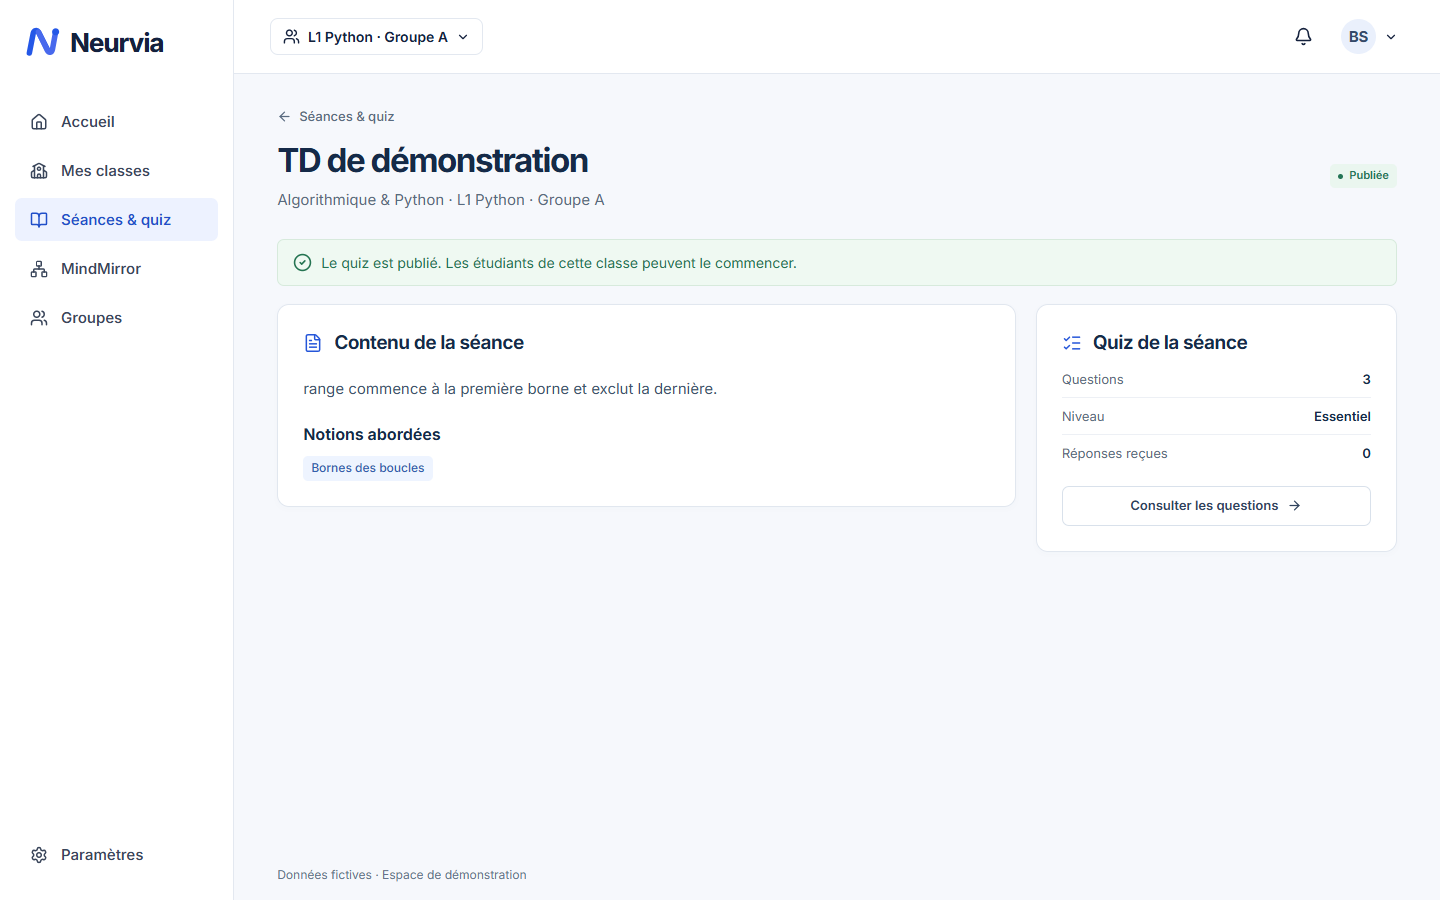 Neurvia
L1 Python · Groupe A
BS
Accueil
Mes classes
Séances & quiz
MindMirror
Groupes
Paramètres
Séances & quiz
TD de démonstration
Publiée
Algorithmique & Python · L1 Python · Groupe A
Le quiz est publié. Les étudiants de cette classe peuvent le commencer.
Contenu de la séance
range commence à la première borne et exclut la dernière.
Notions abordées
Bornes des boucles
Quiz de la séance
Questions 3
Niveau Essentiel
Réponses reçues 0
Consulter les questions
Données fictives · Espace de démonstration